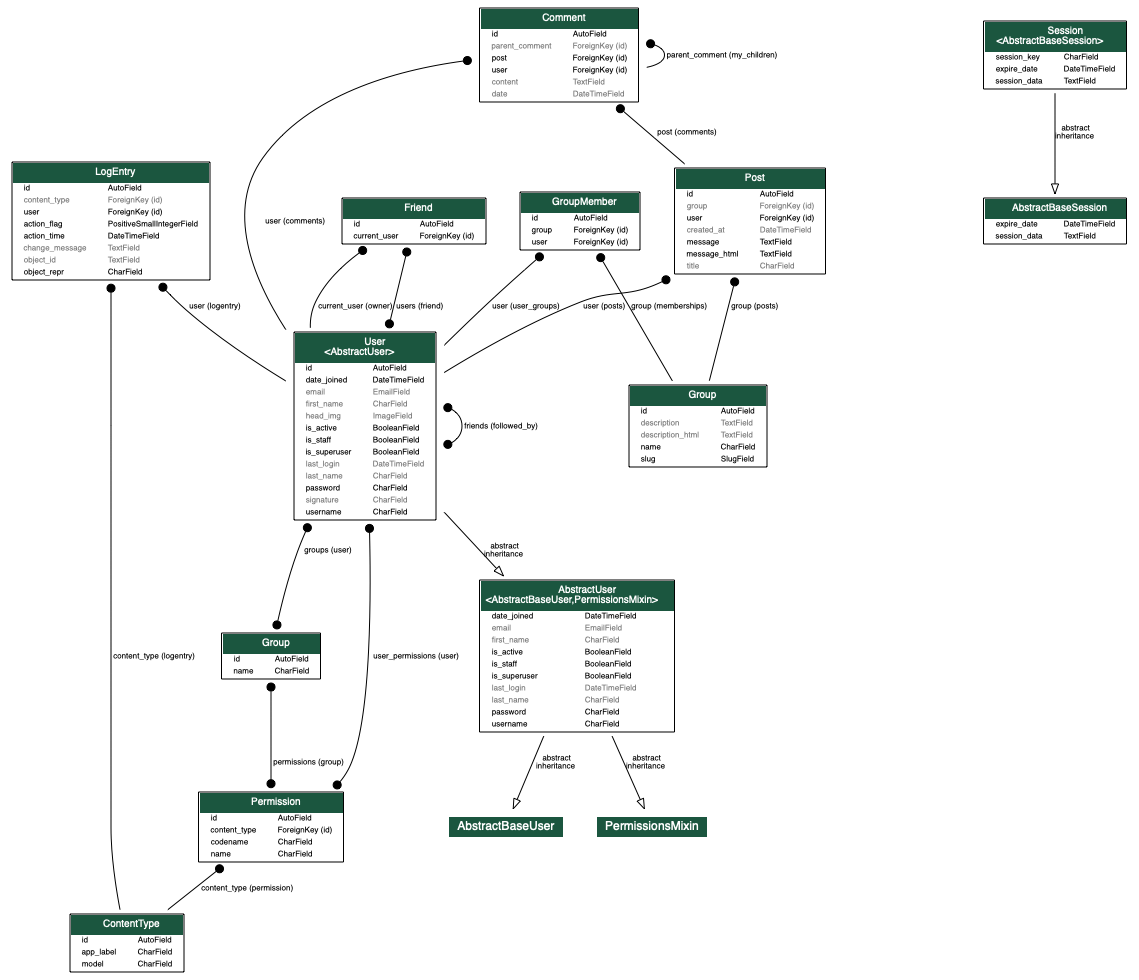 Comment
id AutoField
parent_comment ForeignKey (id)
post ForeignKey (id)
user ForeignKey (id)
content TextField
date DateTimeField
parent_comment (my_children)
Session
<AbstractBaseSession>
session_key CharField
expire_date DateTimeField
session_data TextField
abstract
inheritance
AbstractBaseSession
expire_date DateTimeField
session_data TextField
post (comments)
LogEntry
id AutoField
content_type ForeignKey (id)
user ForeignKey (id)
action_flag PositiveSmallIntegerField
action_time DateTimeField
change_message TextField
object_id TextField
object_repr CharField
user (comments)
Friend
id AutoField
current_user ForeignKey (id)
GroupMember
id AutoField
group ForeignKey (id)
user ForeignKey (id)
Post
id AutoField
group ForeignKey (id)
user ForeignKey (id)
created_at DateTimeField
message TextField
message_html TextField
title CharField
user (logentry)
current_user (owner)
users (friend)
user (user_groups)
user (posts)
group (memberships)
group (posts)
User
<AbstractUser>
id AutoField
date_joined DateTimeField
email EmailField
first_name CharField
head_img ImageField
is_active BooleanField
is_staff BooleanField
is_superuser BooleanField
last_login DateTimeField
last_name CharField
password CharField
signature CharField
username CharField
friends (followed_by)
Group
id AutoField
description TextField
description_html TextField
name CharField
slug SlugField
groups (user)
abstract
inheritance
AbstractUser
<AbstractBaseUser,PermissionsMixin>
date_joined DateTimeField
email EmailField
first_name CharField
is_active BooleanField
is_staff BooleanField
is_superuser BooleanField
last_login DateTimeField
last_name CharField
password CharField
username CharField
Group
id AutoField
name CharField
content_type (logentry)
user_permissions (user)
permissions (group)
abstract
inheritance
abstract
inheritance
Permission
id AutoField
content_type ForeignKey (id)
codename CharField
name CharField
AbstractBaseUser
PermissionsMixin
content_type (permission)
ContentType
id AutoField
app_label CharField
model CharField